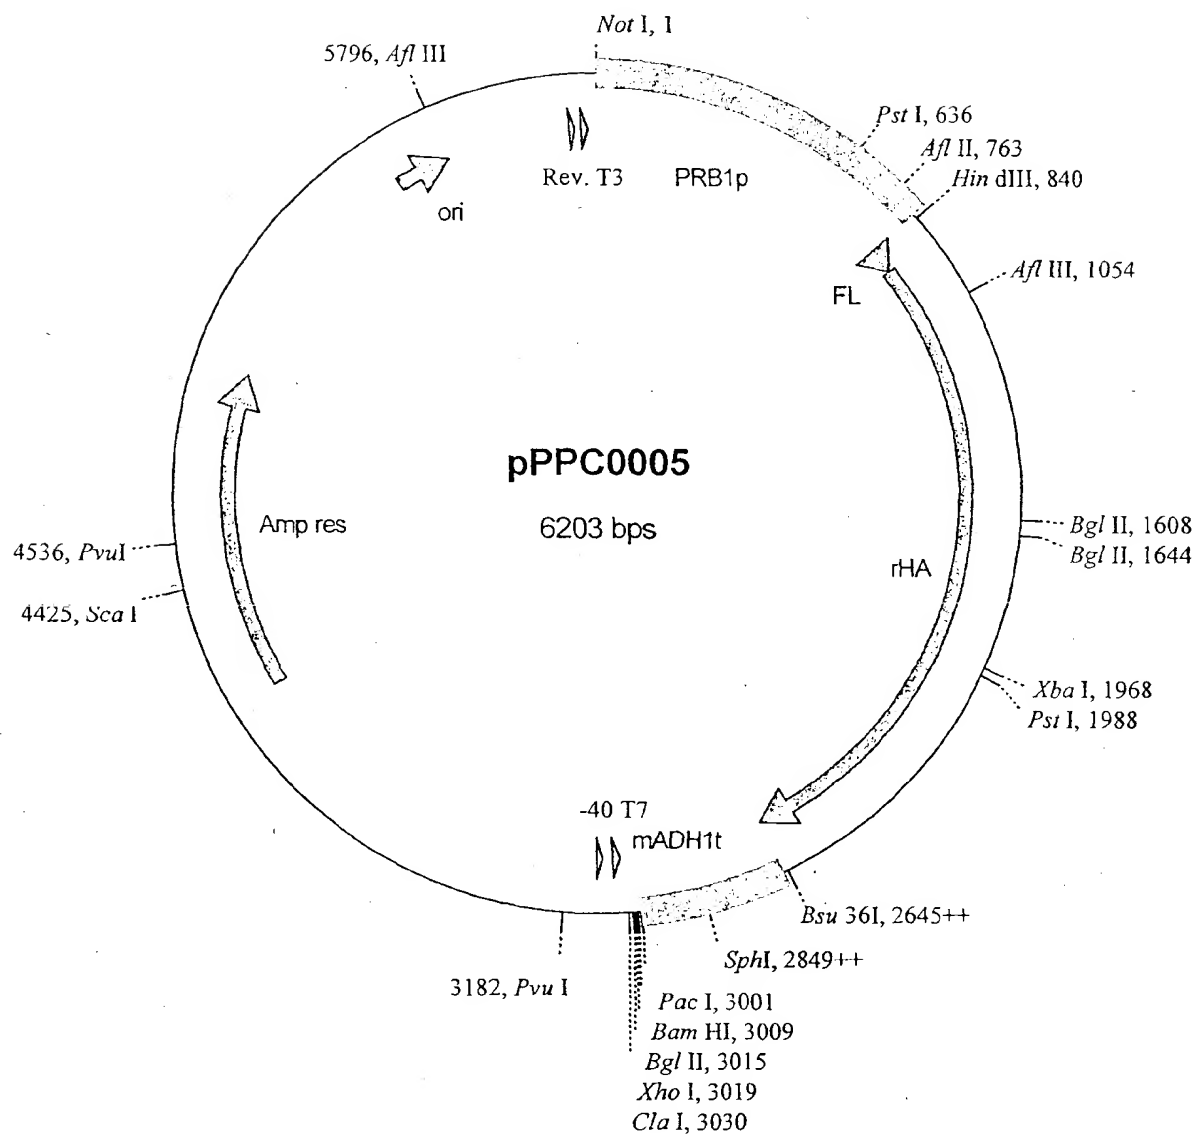 Not I, 1
5796, Afl III
Pst I, 636
Afl II, 763
Hin dIII, 840
Rev. T3
PRB1p
ori
Afl III, 1054
FL
pPPC0005
6203 bps
Amp res
4536, PvuI
4425, Sca I
Bgl II, 1608
Bgl II, 1644
rHA
Xba I, 1968
Pst I, 1988
-40 T7
mADH1t
Bsu 36I, 2645++
SphI, 2849++
3182, Pvu I
Pac I, 3001
Bam HI, 3009
Bgl II, 3015
Xho I, 3019
Cla I, 3030